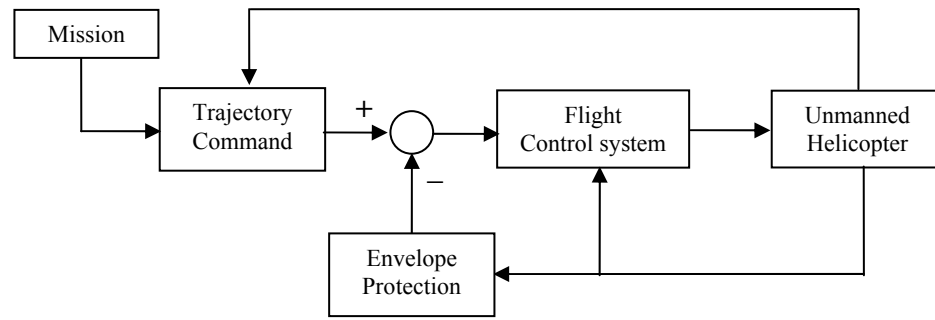 Mission
Trajectory
Command
+
−
Flight
Control system
Unmanned
Helicopter
Envelope
Protection